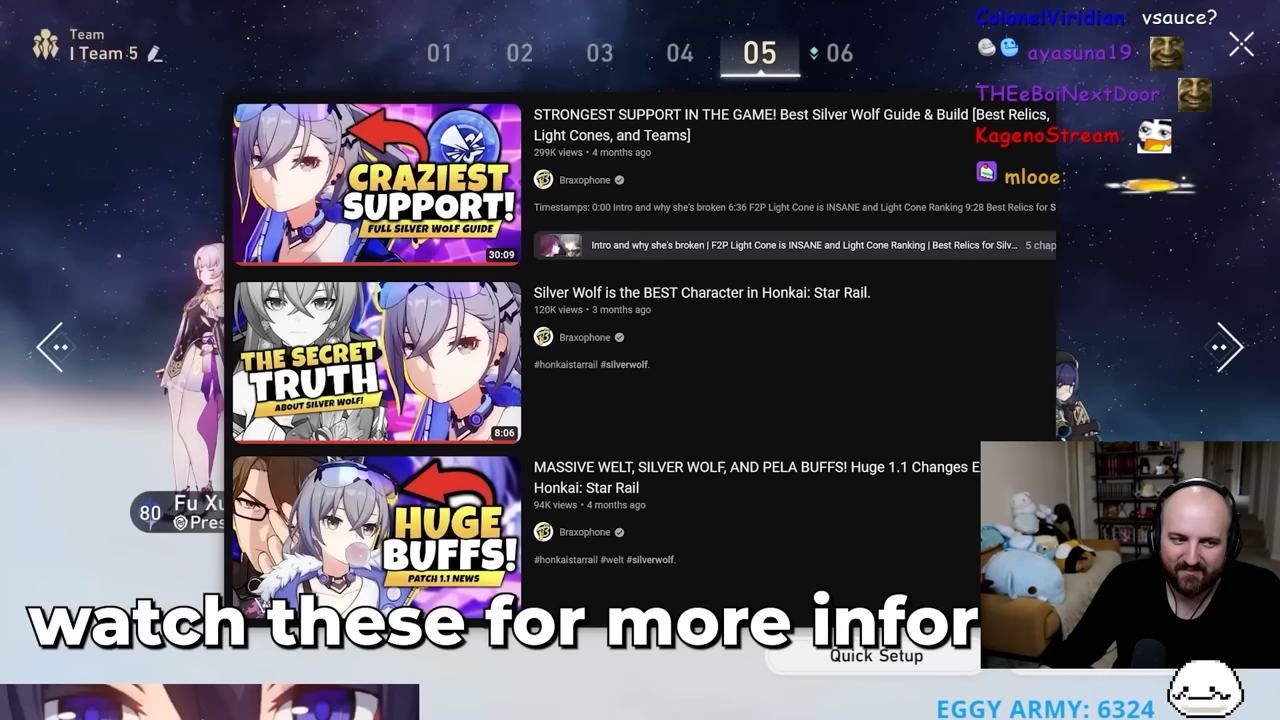 Team
| Team 5
01
02
03
04
05
06
ColonelViridian vsauce?
ayasuna19
THEeBoiNextDoor
KagenoStream:
mlooe:
CRAZIEST
SUPPORT!
FULL SILVER WOLF GUIDE
30:09
STRONGEST SUPPORT IN THE GAME! Best Silver Wolf Guide & Build [Best Relics,
Light Cones, and Teams]
299K views • 4 months ago
Braxophone
Timestamps: 0:00 Intro and why she's broken 6:36 F2P Light Cone is INSANE and Light Cone Ranking 9:28 Best Relics for S
Intro and why she's broken | F2P Light Cone is INSANE and Light Cone Ranking | Best Relics for Silv... 5 chap
THE SECRET
TRUTH
ABOUT SILVER WOLF!
8:06
Silver Wolf is the BEST Character in Honkai: Star Rail.
120K views • 3 months ago
Braxophone
#honkaistarrail #silverwolf.
HUGE
BUFFS!
PATCH 1.1 NEWS
MASSIVE WELT, SILVER WOLF, AND PELA BUFFS! Huge 1.1 Changes E
Honkai: Star Rail
94K views • 4 months ago
Braxophone
#honkaistarrail #welt #silverwolf.
80
Fu Xu
Pres
watch these for more infor
Quick Setup
EGGY ARMY: 6324